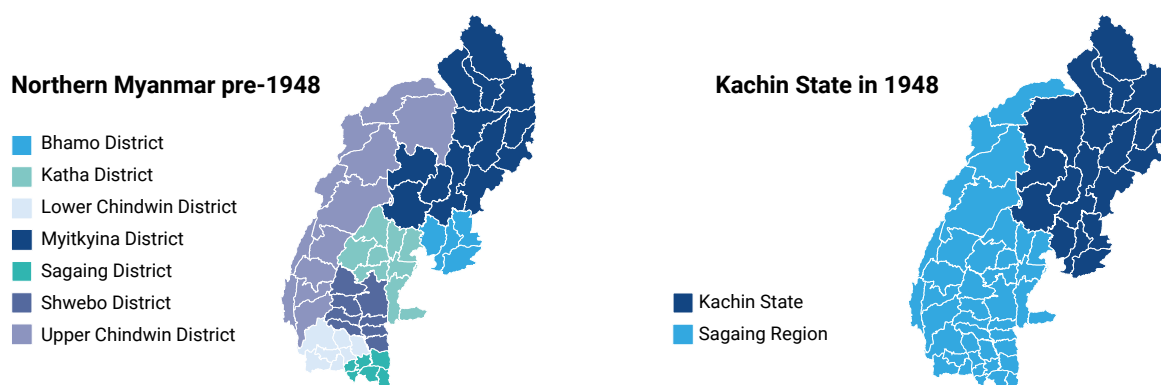 Northern Myanmar pre-1948
Bhamo District
Katha District
Lower Chindwin District
Myitkyina District
Sagaing District
Shwebo District
Upper Chindwin District
Kachin State in 1948
Kachin State
Sagaing Region